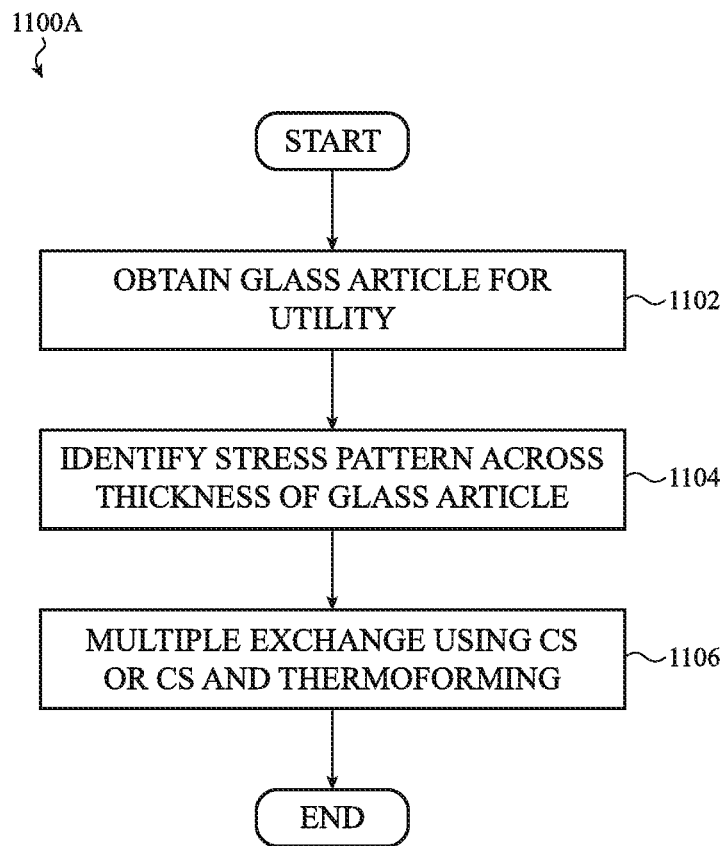 1100A
START
OBTAIN GLASS ARTICLE FOR
UTILITY
1102
IDENTIFY STRESS PATTERN ACROSS
THICKNESS OF GLASS ARTICLE
1104
MULTIPLE EXCHANGE USING CS
OR CS AND THERMOFORMING
1106
END